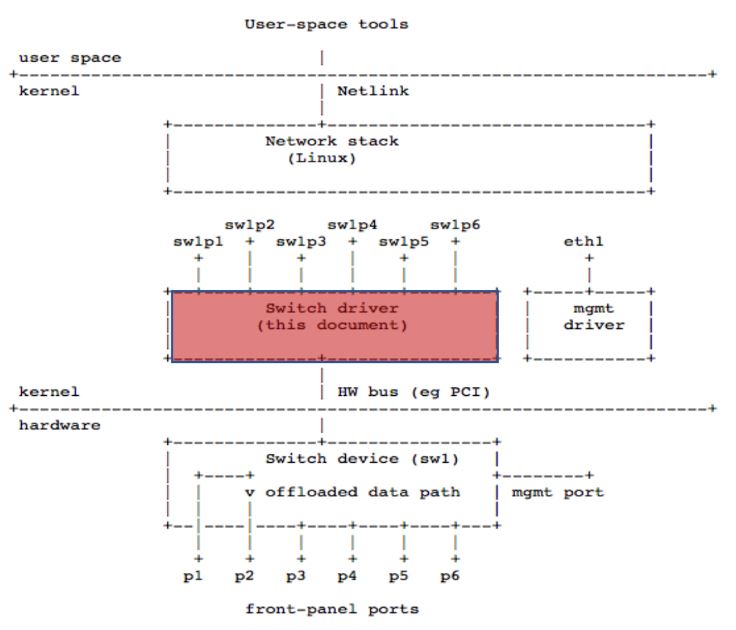 User-space tools
user space
kernel
Netlink
Network stack
(Linux)
sw1p2 sw1p4 sw1p6
sw1p1 sw1p3 sw1p5 eth1
Switch driver mgmt
(this document) driver
kernel
HW bus (eg PCI)
hardware
Switch device (sw1)
v offloaded data path mgmt port
p1 p2 p3 p4 p5 p6
front-panel ports